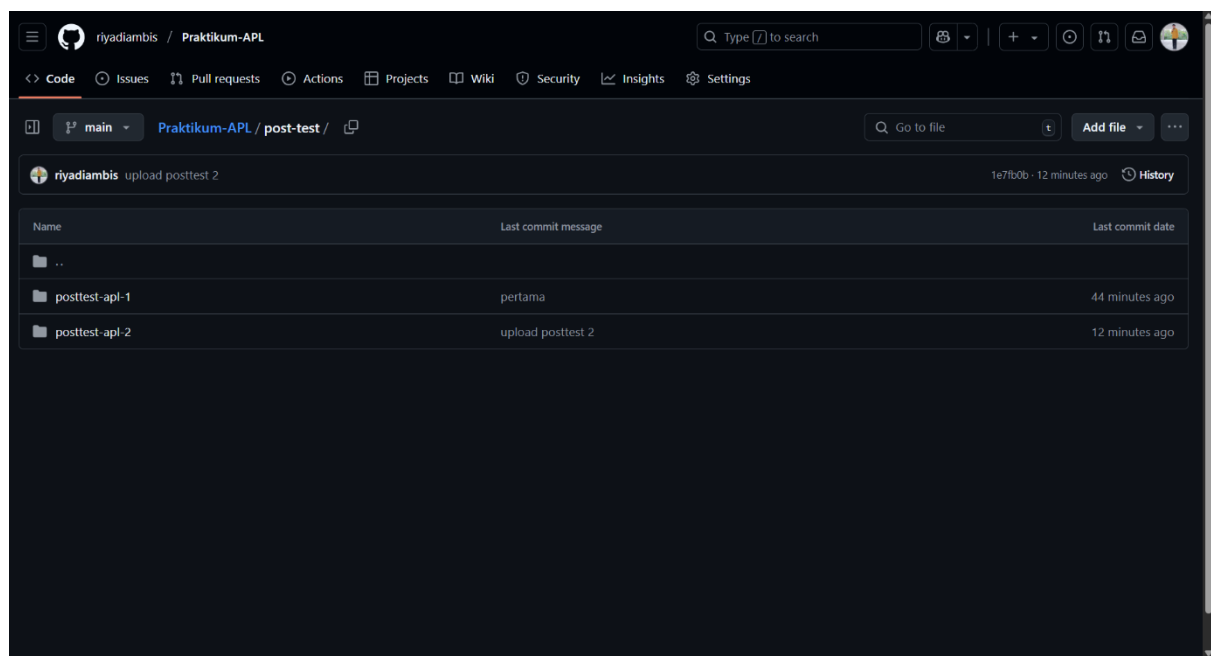 riyadiambis / Praktikum-APL
Type / to search
Code Issues Pull requests Actions Projects Wiki Security Insights Settings
main Praktikum-APL / post-test /
Go to file t Add file
riyadiambis upload posttest 2 1e7fb0b · 12 minutes ago History
Name Last commit message Last commit date
..
posttest-apl-1 pertama 44 minutes ago
posttest-apl-2 upload posttest 2 12 minutes ago